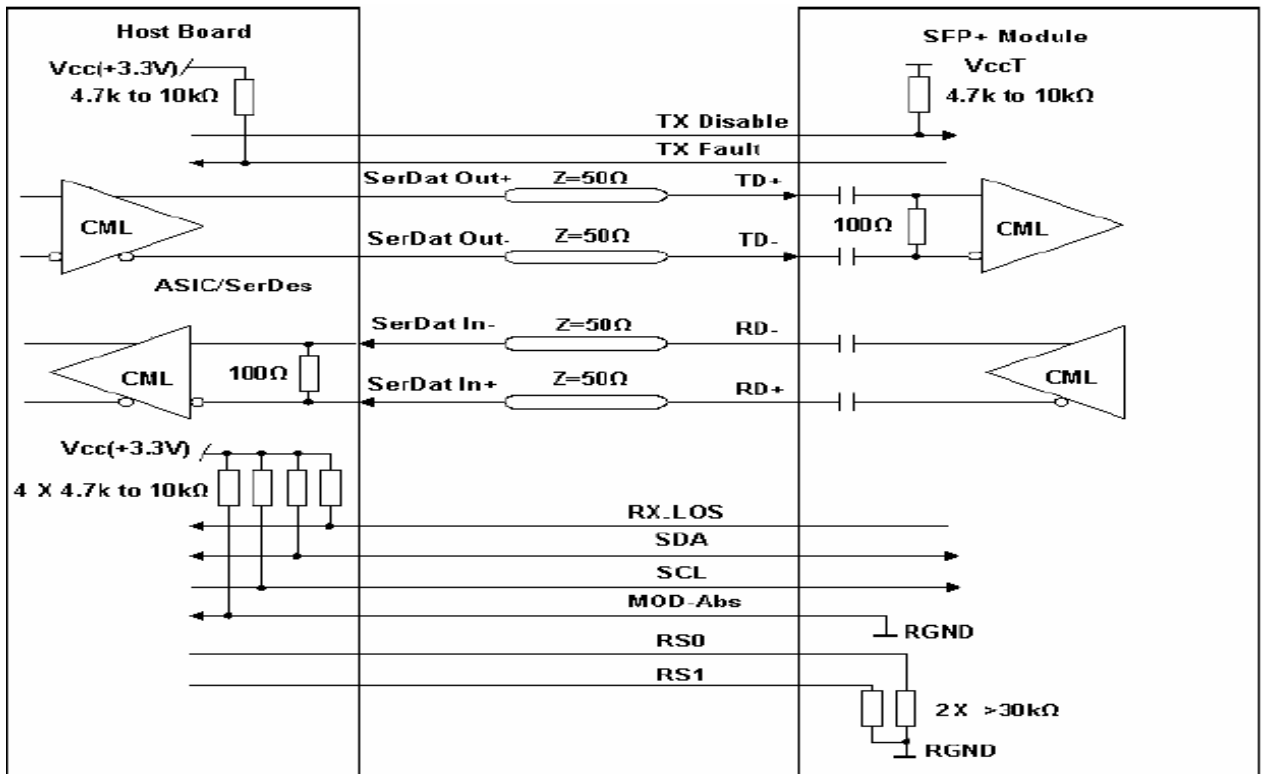 Host Board
SFP+ Module
Vcc(+3.3V)
4.7k to 10kΩ
VccT
4.7k to 10kΩ
TX Disable
TX Fault
SerDat Out+
Z=50Ω
TD+
CML
100Ω
CML
SerDat Out-
Z=50Ω
TD-
ASIC/SerDes
SerDat In-
Z=50Ω
RD-
CML
100Ω
CML
SerDat In+
Z=50Ω
RD+
Vcc(+3.3V)
4 X 4.7k to 10kΩ
RX_LOS
SDA
SCL
MOD-Abs
RGND
RS0
RS1
2X >30kΩ
RGND